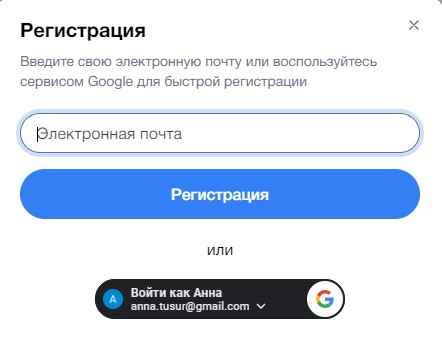 Регистрация
Введите свою электронную почту или воспользуйтесь
сервисом Google для быстрой регистрации
Электронная почта
Регистрация
или
A
Войти как Анна
anna.tusur@gmail.com